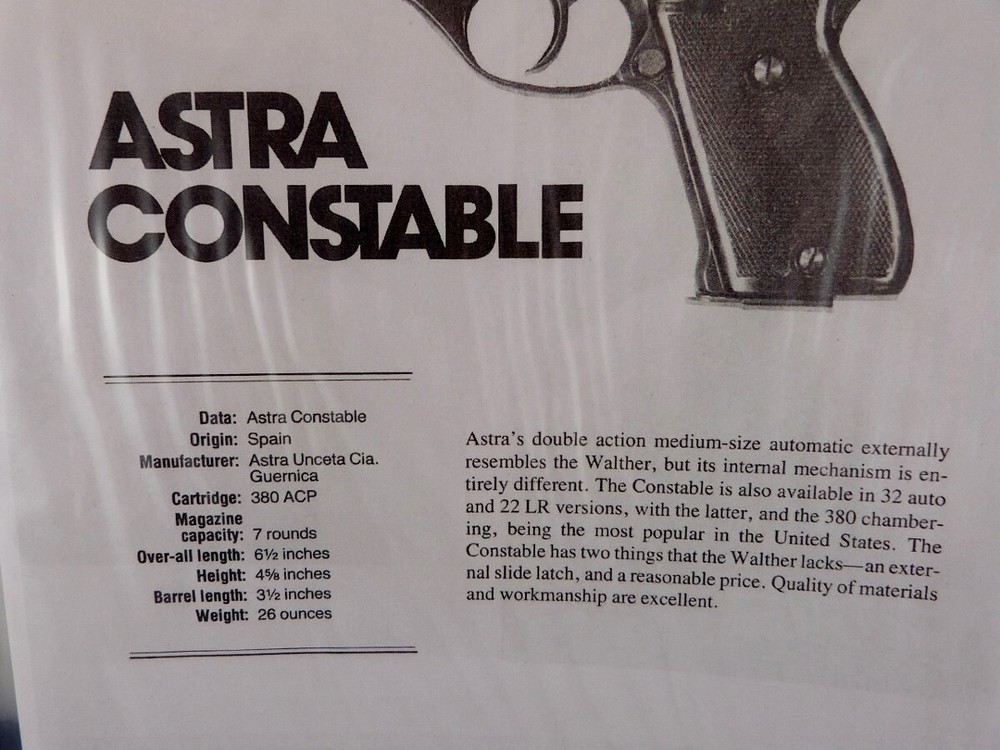 ASTRA
CONSTABLE
Data: Astra Constable
Origin: Spain
Manufacturer: Astra Unceta Cia.
Guernica
Cartridge: 380 ACP
Magazine
capacity: 7 rounds
Over-all length: 6½ inches
Height: 4⅝ inches
Barrel length: 3½ inches
Weight: 26 ounces
Astra's double action medium-size automatic externally
resembles the Walther, but its internal mechanism is en-
tirely different. The Constable is also available in 32 auto
and 22 LR versions, with the latter, and the 380 chamber-
ing, being the most popular in the United States. The
Constable has two things that the Walther lacks—an exter-
nal slide latch, and a reasonable price. Quality of materials
and workmanship are excellent.